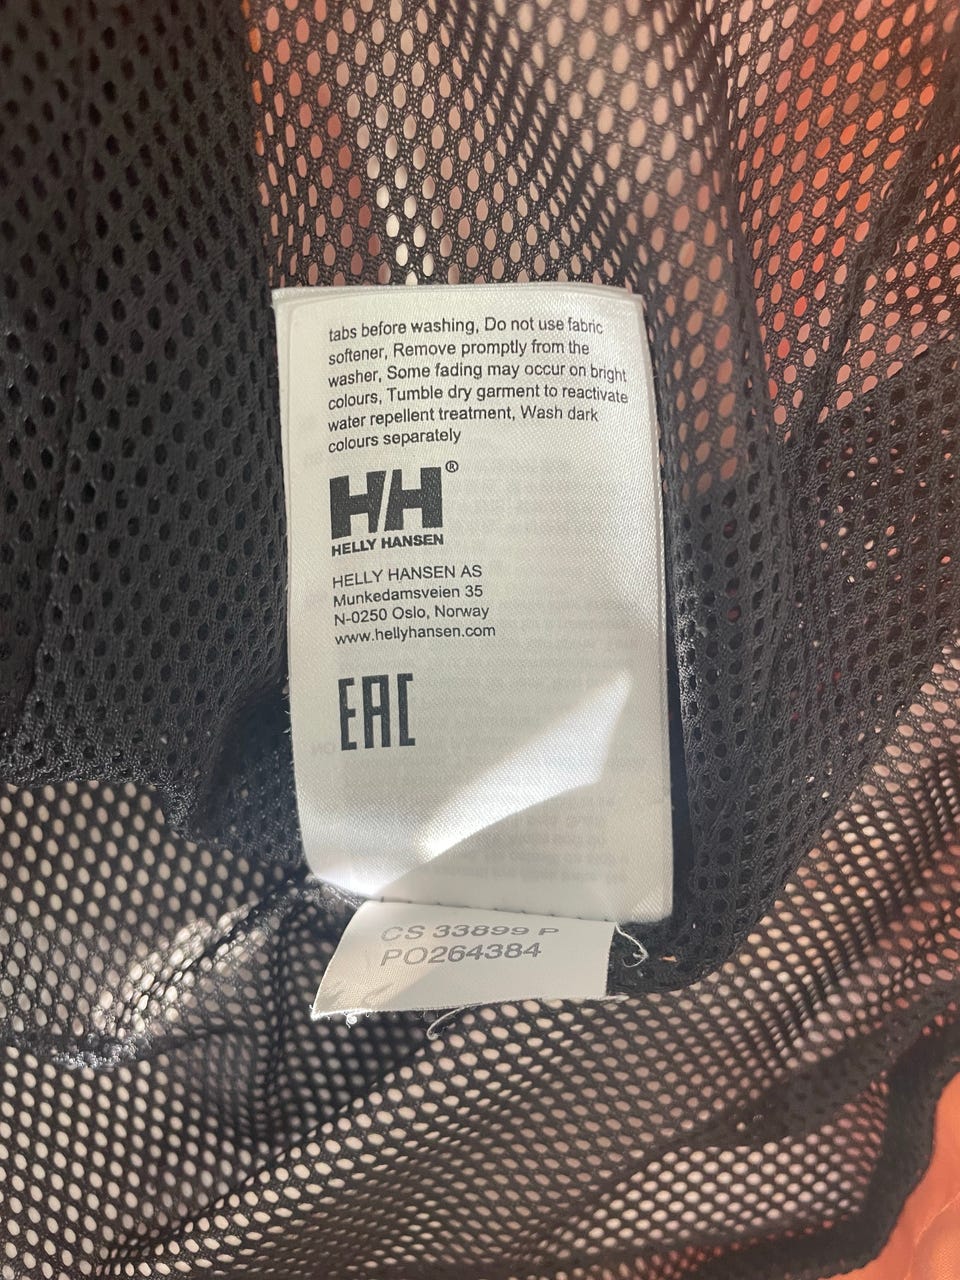 tabs before washing, Do not use fabric
softener, Remove promptly from the
washer, Some fading may occur on bright
colours, Tumble dry garment to reactivate
water repellent treatment, Wash dark
colours separately
HH®
HELLY HANSEN
HELLY HANSEN AS
Munkedamsveien 35
N-0250 Oslo, Norway
www.hellyhansen.com
EAC
CS 33899 P
PO264384